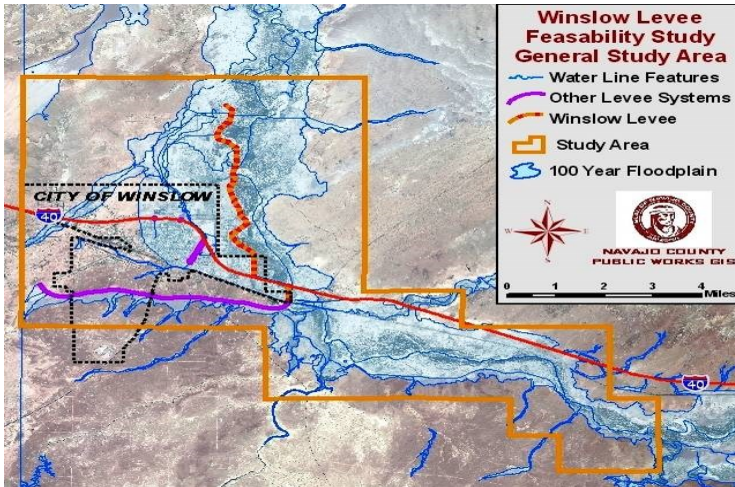 Winslow Levee
Feasability Study
General Study Area
Water Line Features
Other Levee Systems
Winslow Levee
Study Area
100 Year Floodplain
W
E
NAVAJO COUNTY
PUBLIC WORKS GIS
0 1 2 3 4
Miles
CITY OF WINSLOW
40
40